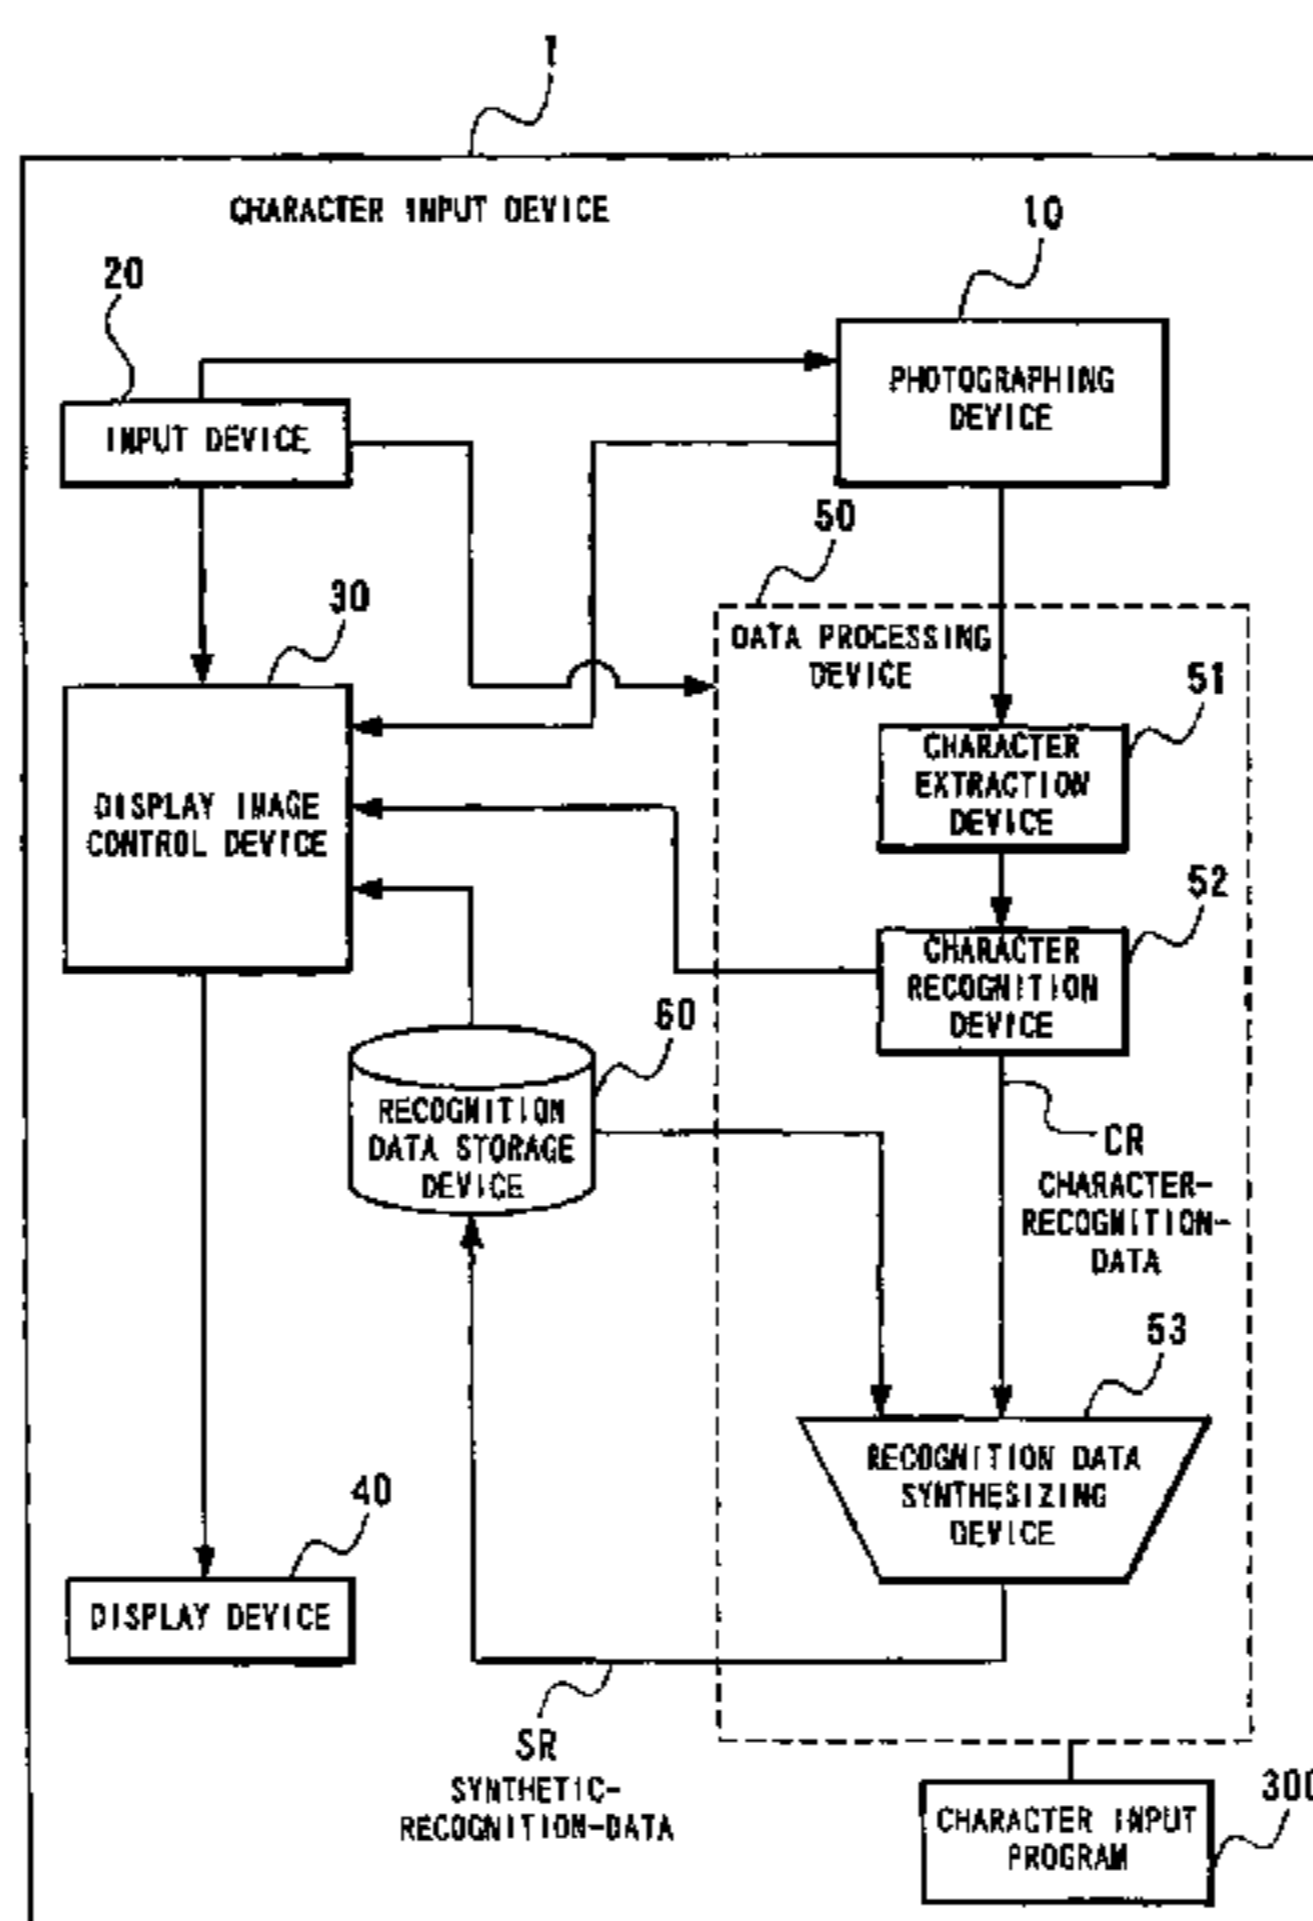 1
CHARACTER INPUT DEVICE
10
20
PHOTOGRAPHING
DEVICE
INPUT DEVICE
50
30
DATA PROCESSING
DEVICE
51
CHARACTER
EXTRACTION
DEVICE
DISPLAY IMAGE
CONTROL DEVICE
52
CHARACTER
RECOGNITION
DEVICE
60
RECOGNITION
DATA STORAGE
DEVICE
CR
CHARACTER-
RECOGNITION-
DATA
53
RECOGNITION DATA
SYNTHESIZING
DEVICE
40
DISPLAY DEVICE
SR
SYNTHETIC-
RECOGNITION-DATA
300
CHARACTER INPUT
PROGRAM